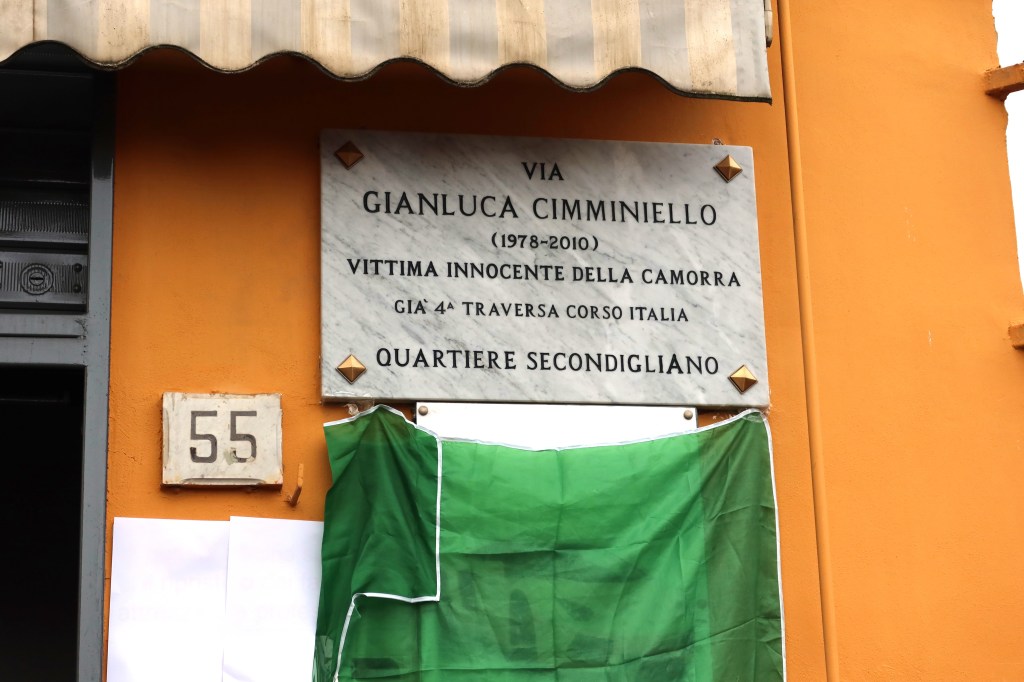 VIA
GIANLUCA CIMMINIELLO
(1978-2010)
VITTIMA INNOCENTE DELLA CAMORRA
GIA' 4ᴬ TRAVERSA CORSO ITALIA
QUARTIERE SECONDIGLIANO
55